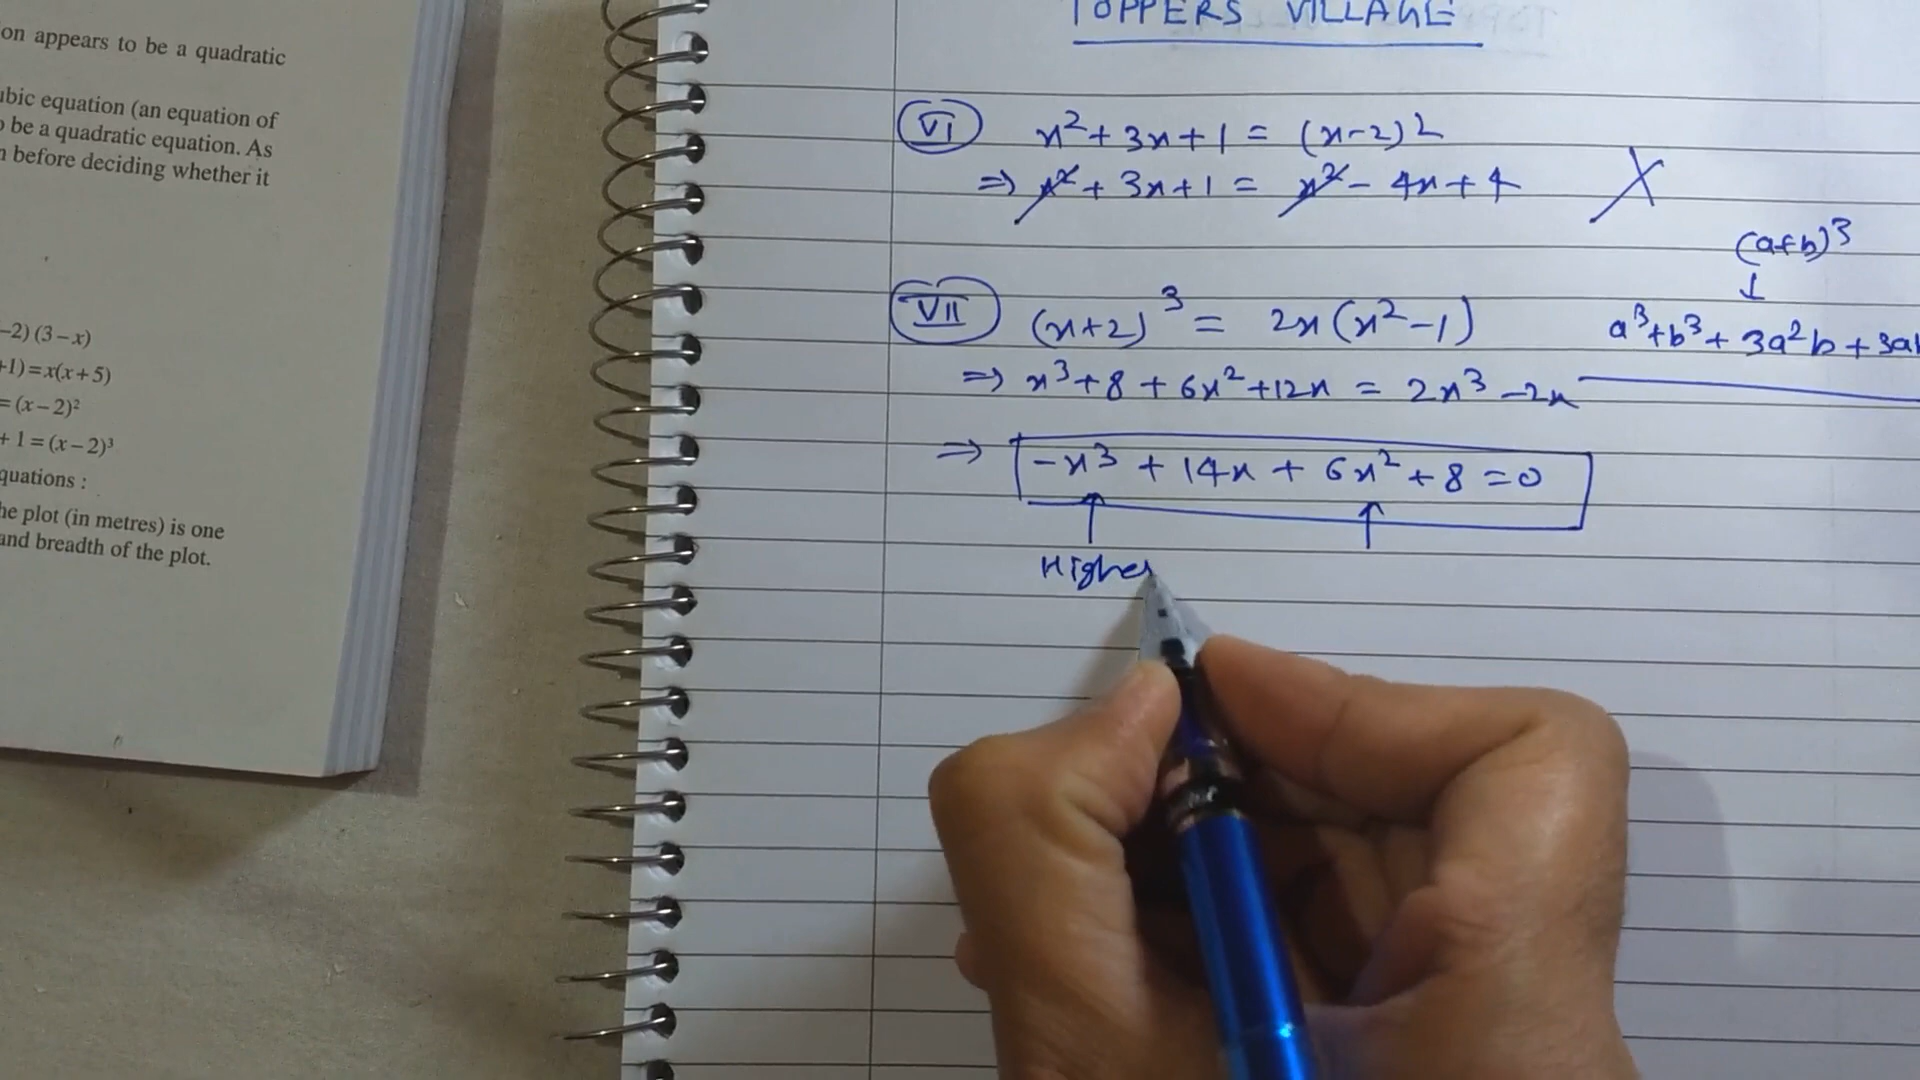 on appears to be a quadratic
ubic equation (an equation of
o be a quadratic equation. As
n before deciding whether it
–2) (3 – x)
+1) = x(x + 5)
= (x – 2)²
+ 1 = (x – 2)³
quations :
he plot (in metres) is one
and breadth of the plot.
TOPPERS VILLAGE
VI x² + 3x + 1 = (x-2)²
⇒ x² + 3x + 1 = x² - 4x + 4 X
(a+b)³
↓
a³+b³ + 3a²b + 3ab
VII (x+2)³ = 2x(x²-1)
⇒ x³ + 8 + 6x² + 12x = 2x³ - 2x
⇒ -x³ + 14x + 6x² + 8 = 0
Higher